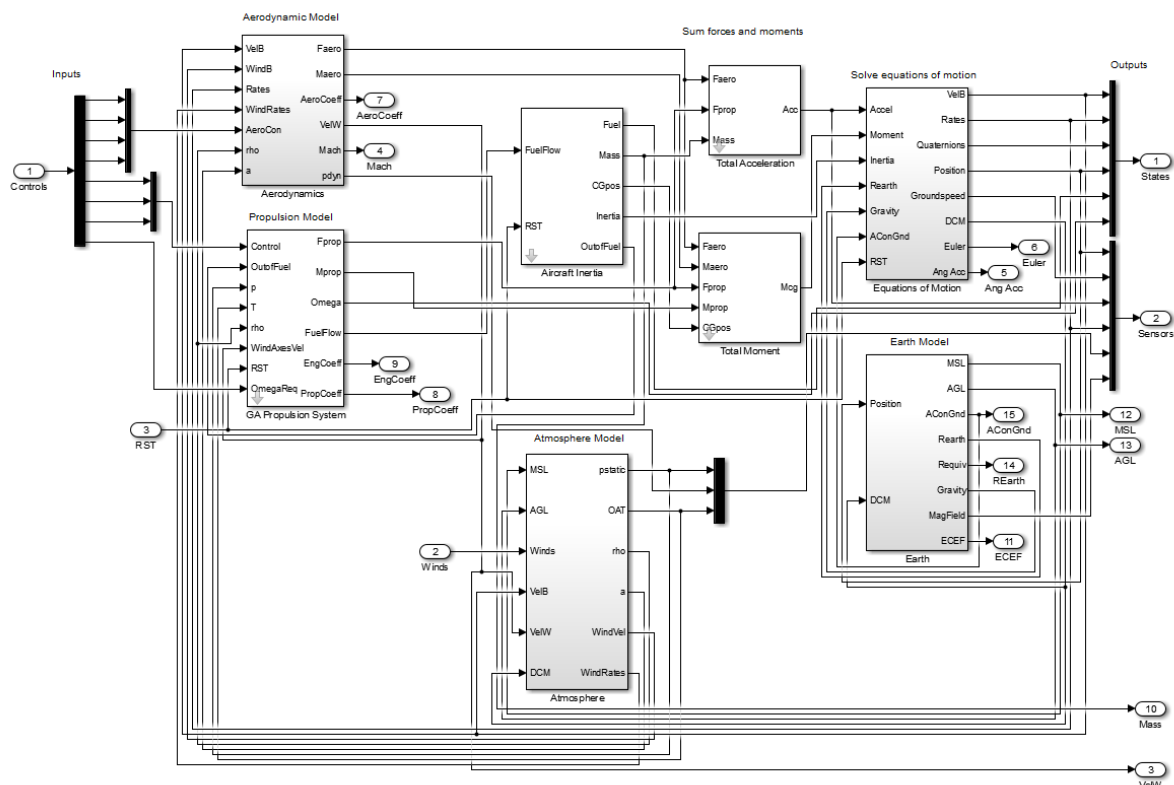 Inputs
1
Controls
3
RST
2
Winds
Aerodynamic Model
VelB
WindB
Rates
WindRates
AeroCon
rho
a
Faero
Maero
AeroCoeff
VelW
Mach
pdyn
Aerodynamics
7
AeroCoeff
4
Mach
Propulsion Model
Control
OutofFuel
p
T
rho
WindAxesVel
RST
OmegaReq
Fprop
Mprop
Omega
FuelFlow
EngCoeff
PropCoeff
GA Propulsion System
9
EngCoeff
8
PropCoeff
FuelFlow
RST
Fuel
Mass
CGpos
Inertia
OutofFuel
Aircraft Inertia
Atmosphere Model
MSL
AGL
Winds
VelB
VelW
DCM
pstatic
OAT
rho
a
WindVel
WindRates
Atmosphere
Sum forces and moments
Faero
Fprop
Mass
Acc
Total Acceleration
Faero
Maero
Fprop
Mprop
CGpos
Mcg
Total Moment
Solve equations of motion
Accel
Moment
Inertia
Rearth
Gravity
AConGnd
RST
VelB
Rates
Quaternions
Position
Groundspeed
DCM
Euler
Ang Acc
Equations of Motion
6
Euler
5
Ang Acc
Earth Model
Position
DCM
MSL
AGL
AConGnd
Rearth
Requiv
Gravity
MagField
ECEF
Earth
15
AConGnd
14
REarth
11
ECEF
Outputs
1
States
2
Sensors
12
MSL
13
AGL
10
Mass
3
VelW